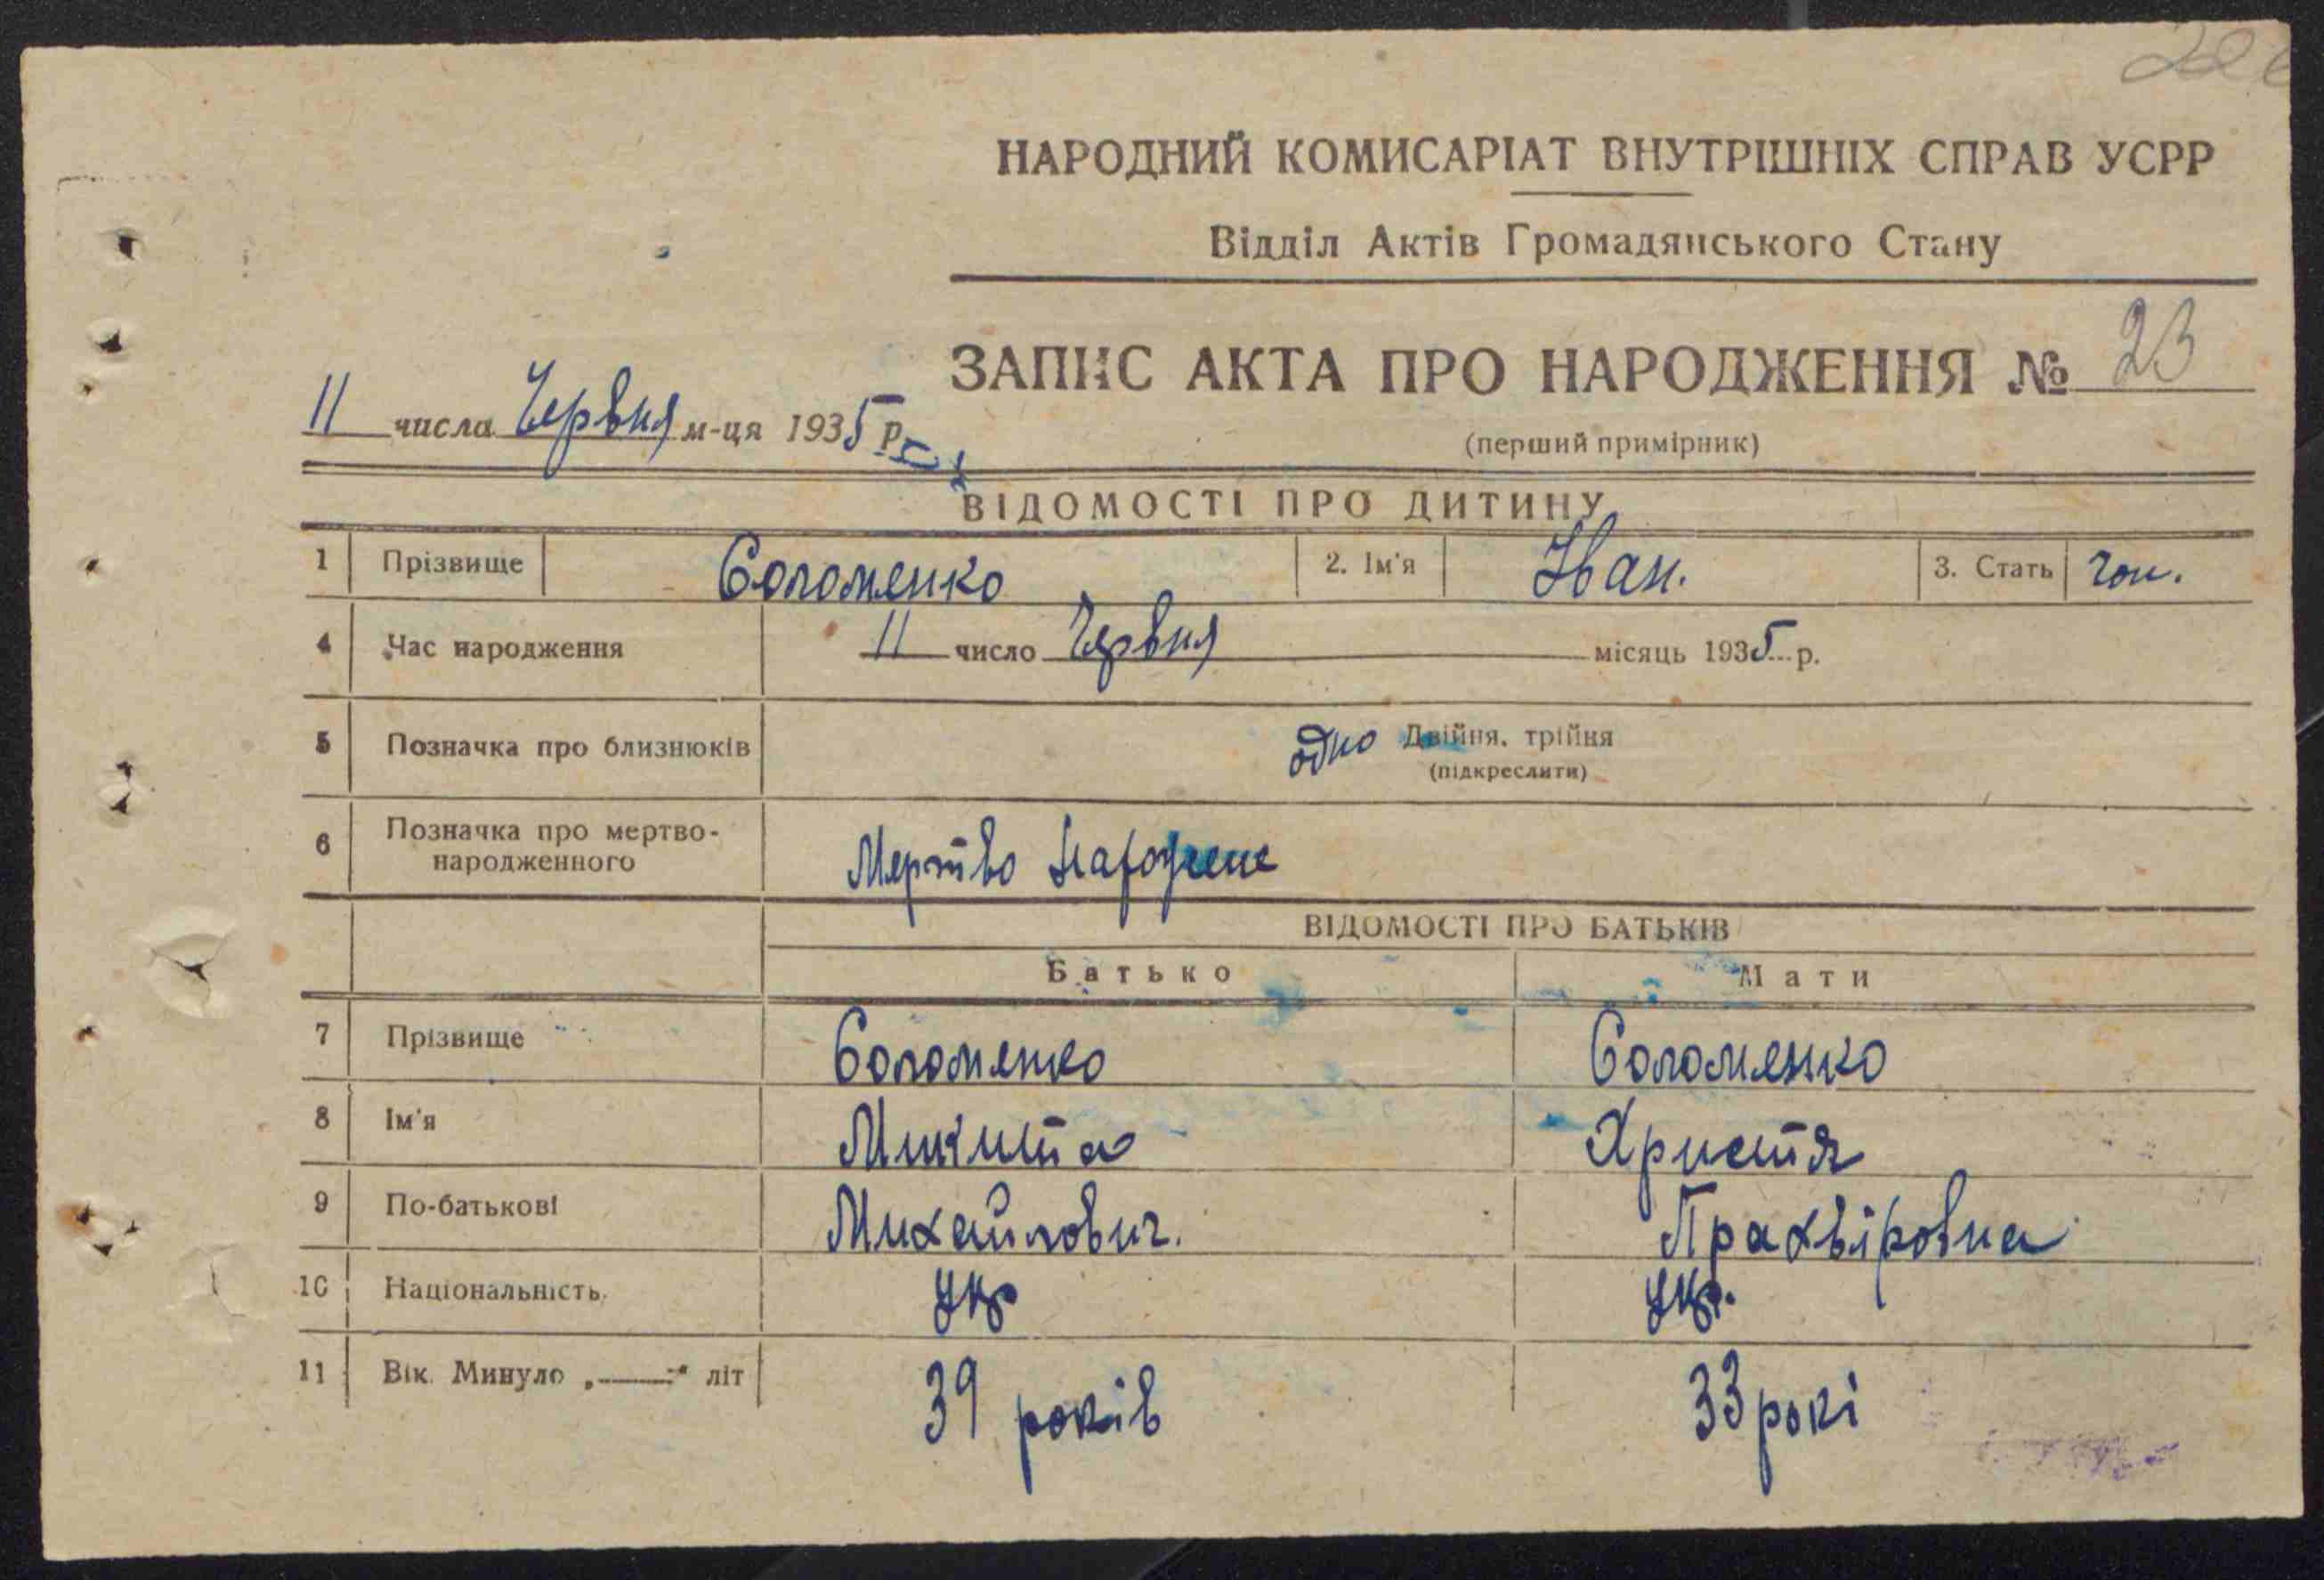 НАРОДНИЙ КОМИСАРІАТ ВНУТРІШНІХ СПРАВ УСРР
Відділ Актів Громадянського Стану
ЗАПИС АКТА ПРО НАРОДЖЕННЯ № 23
11 числа Червня м-ця 1935 р.
(перший примірник)
ВІДОМОСТІ ПРО ДИТИНУ
1 Прізвище Соломенко 2. Ім'я Іван. 3. Стать чол.
4 Час народження 11 число Червня місяць 1935 р.
5 Позначка про близнюків одно Двійня, трійня
(підкреслити)
6 Позначка про мертво-
народженного Мертво народжене
ВІДОМОСТІ ПРО БАТЬКІВ
Батько Мати
7 Прізвище Соломенко Соломенко
8 Ім'я Микита Христя
9 По-батькові Михайлович. Прахвіровна
10 Національність укр укр.
11 Вік. Минуло „——" літ 39 років 33 рокі